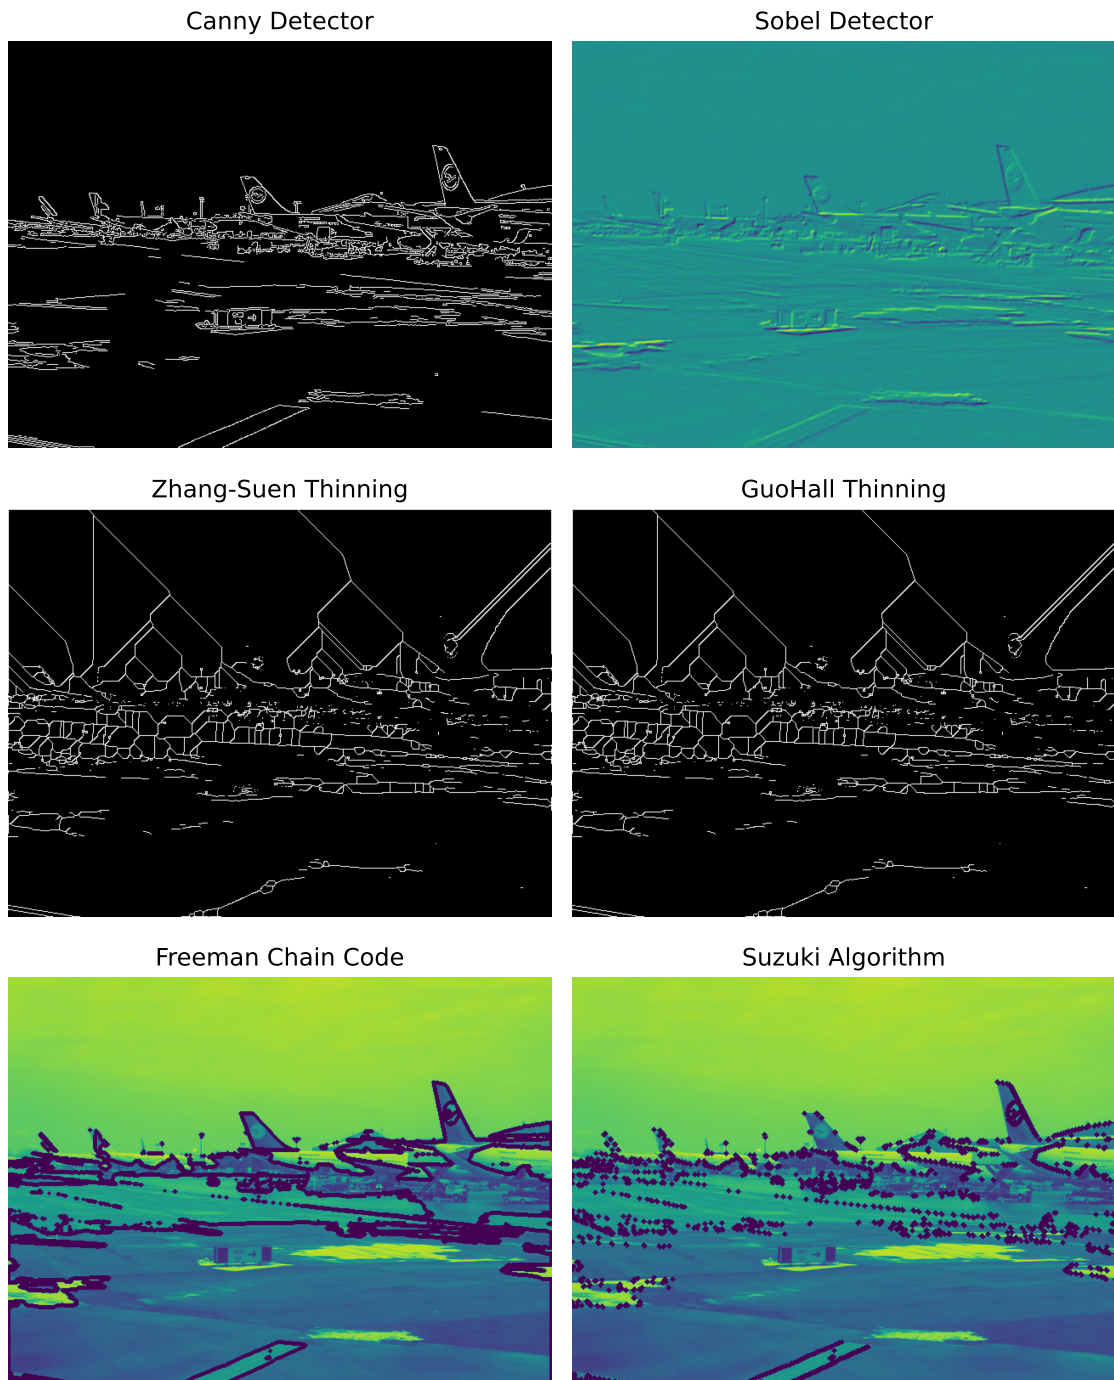 Canny Detector
Sobel Detector
Zhang-Suen Thinning
GuoHall Thinning
Freeman Chain Code
Suzuki Algorithm